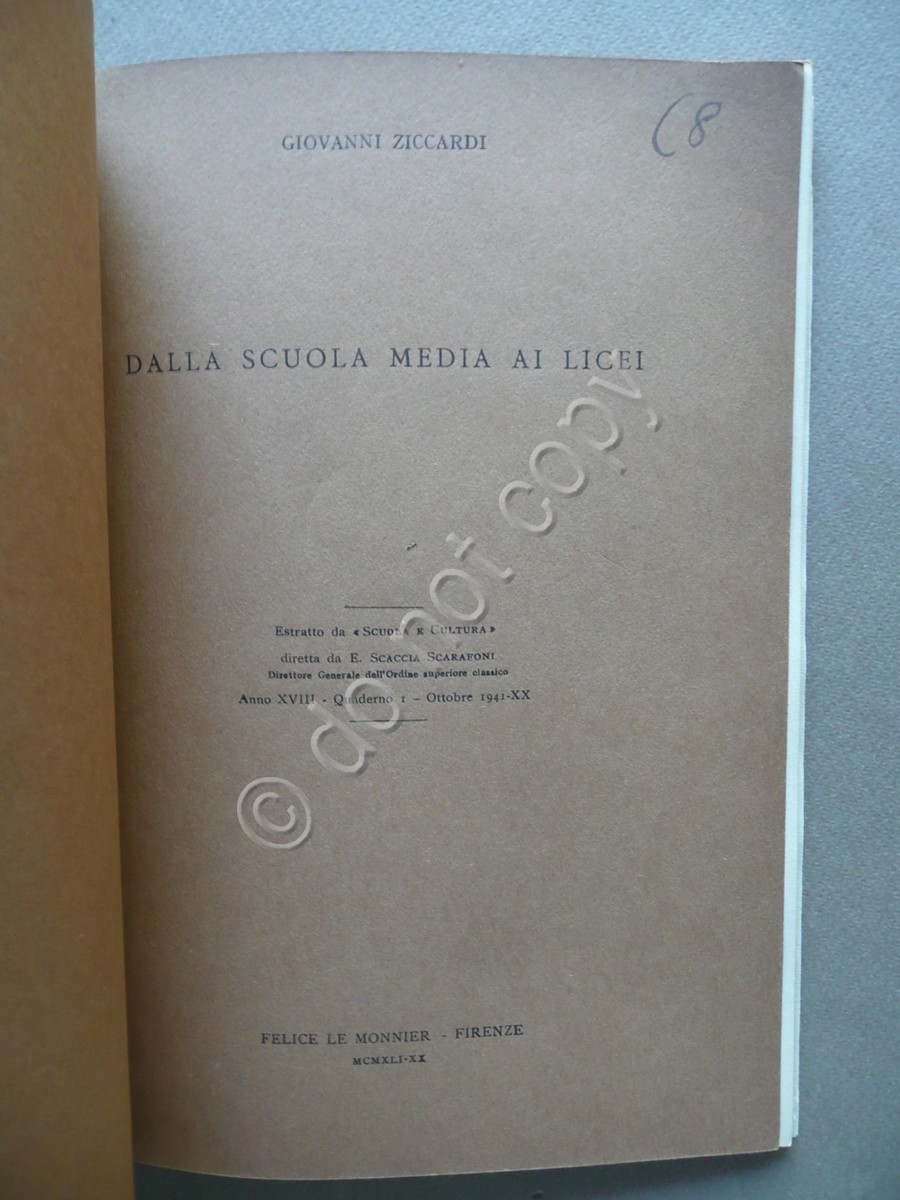 (8
GIOVANNI ZICCARDI
DALLA SCUOLA MEDIA AI LICEI
Estratto da «SCUOLA E CULTURA»
diretta da E. SCACCIA SCARAFONI
Direttore Generale dell'Ordine superiore classico
Anno XVIII - Quaderno 1 - Ottobre 1941-XX
© do not copy
FELICE LE MONNIER - FIRENZE
MCMXLI-XX